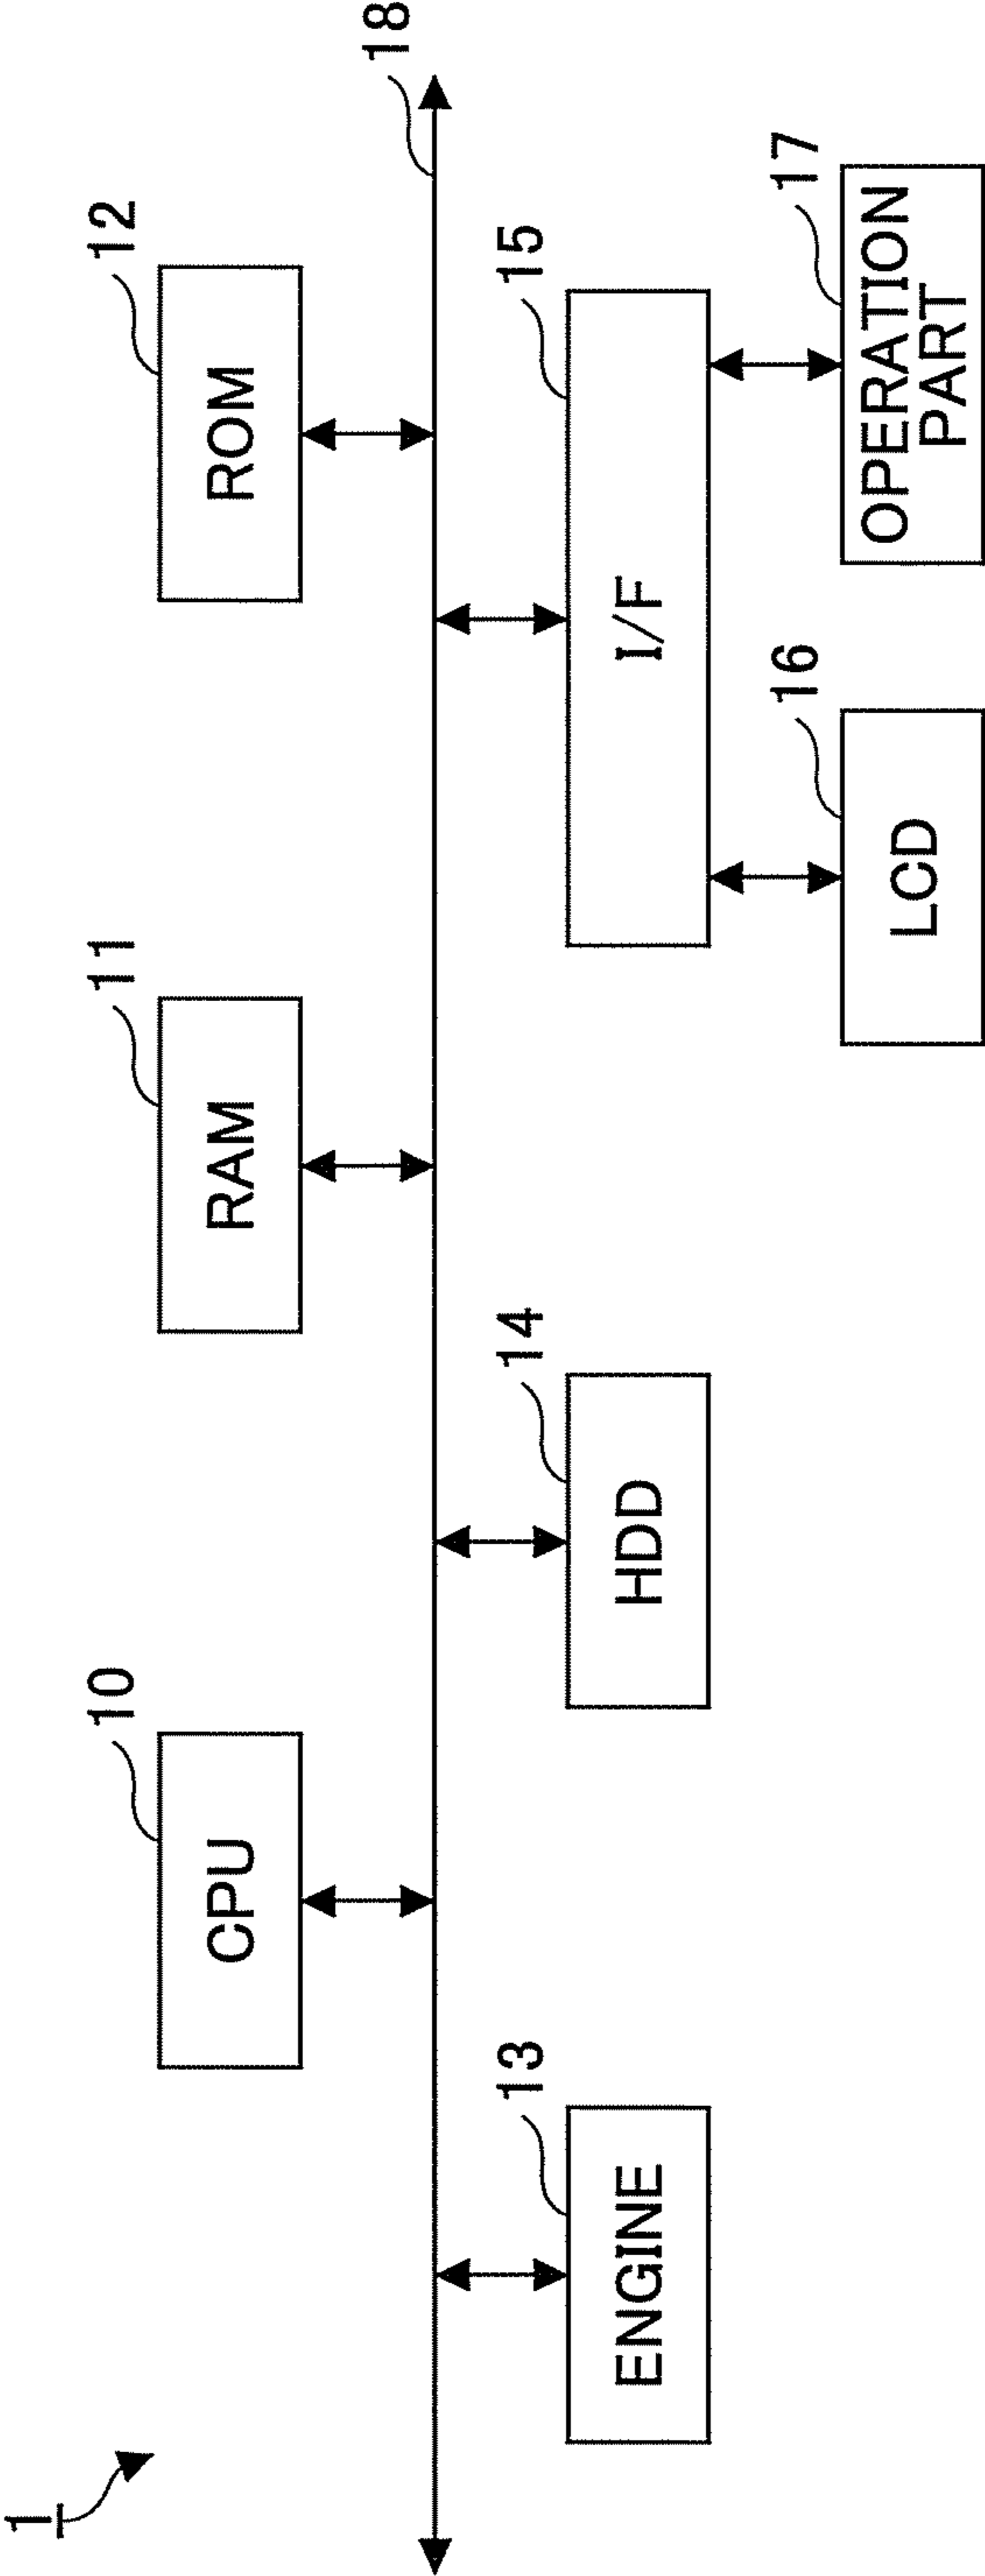 1
10
11
12
CPU
RAM
ROM
18
13
14
15
ENGINE
HDD
I/F
16
17
LCD
OPERATION
PART